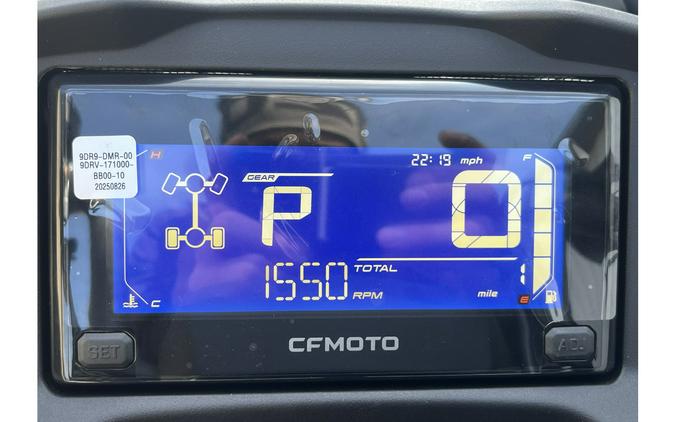 9DR9-DMR-00
9DRV-171000-
BB00-10
20250826
H
22:19 mph
F
GEAR
P
0
TOTAL
1550 RPM
1
mile
C
E
SET
CFMOTO
ADJ